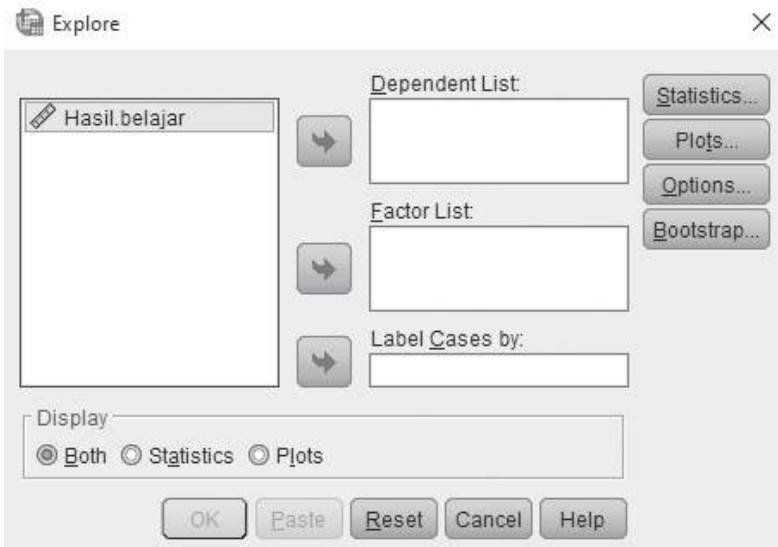 Explore
Hasil.belajar
Dependent List:
Factor List:
Label Cases by:
Statistics...
Plots...
Options...
Bootstrap...
Display
Both Statistics Plots
OK Paste Reset Cancel Help